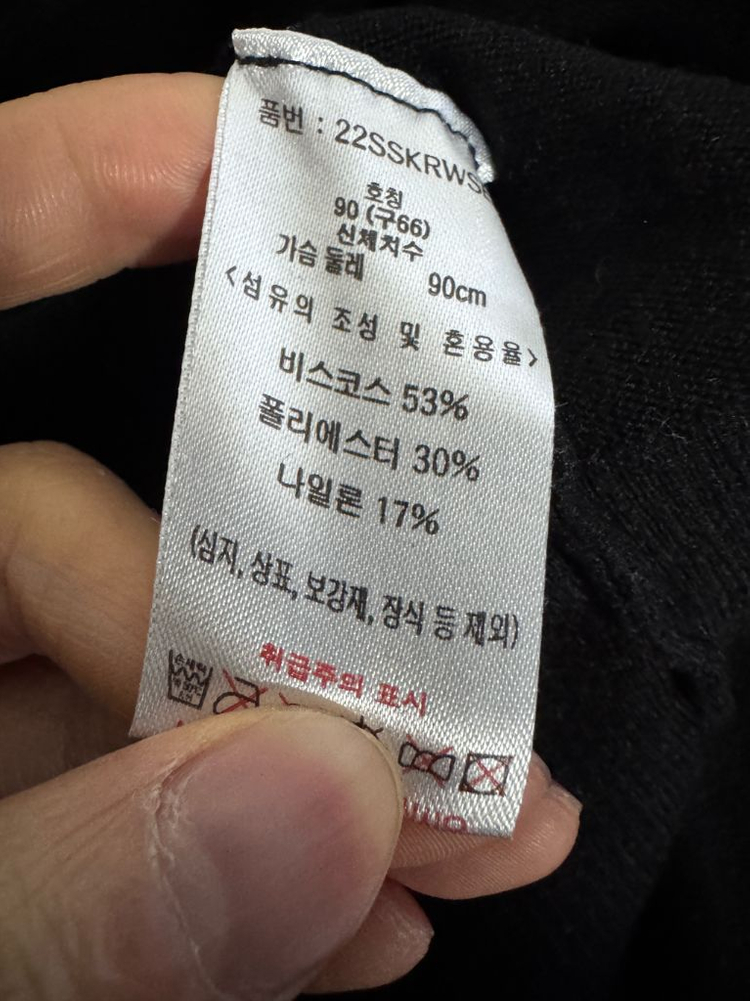 품번 : 22SSKRWS
호칭
90 (구66)
신체치수
가슴 둘레 90cm
<섬유의 조성 및 혼용율>
비스코스 53%
폴리에스터 30%
나일론 17%
(심지, 상표, 보강재, 장식 등 제외)
취급주의 표시
손세탁